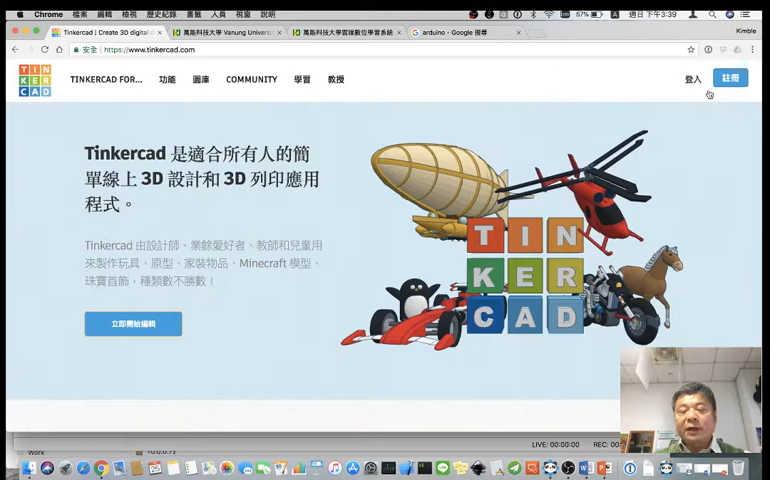 Chrome 檔案 編輯 檢視 歷史記錄 書籤 人員 視窗 說明
57% 週日下午3:39
Tinkercad | Create 3D digital d
萬能科技大學 Vanung Universi
萬能科技大學雲端數位學習系統
arduino - Google 搜尋
Kimble
安全 https://www.tinkercad.com
TIN
KER
CAD
TINKERCAD FOR... 功能 圖庫 COMMUNITY 學習 教授
登入 註冊
Tinkercad 是適合所有人的簡
單線上 3D 設計和 3D 列印應用
程式。
Tinkercad 由設計師、業餘愛好者、教師和兒童用
來製作玩具、原型、家裝物品、Minecraft 模型、
珠寶首飾，種類數不勝數！
立即開始編輯
TIN
KER
CAD
Work
10.0.0.72
LIVE: 00:00:00 REC: 00: